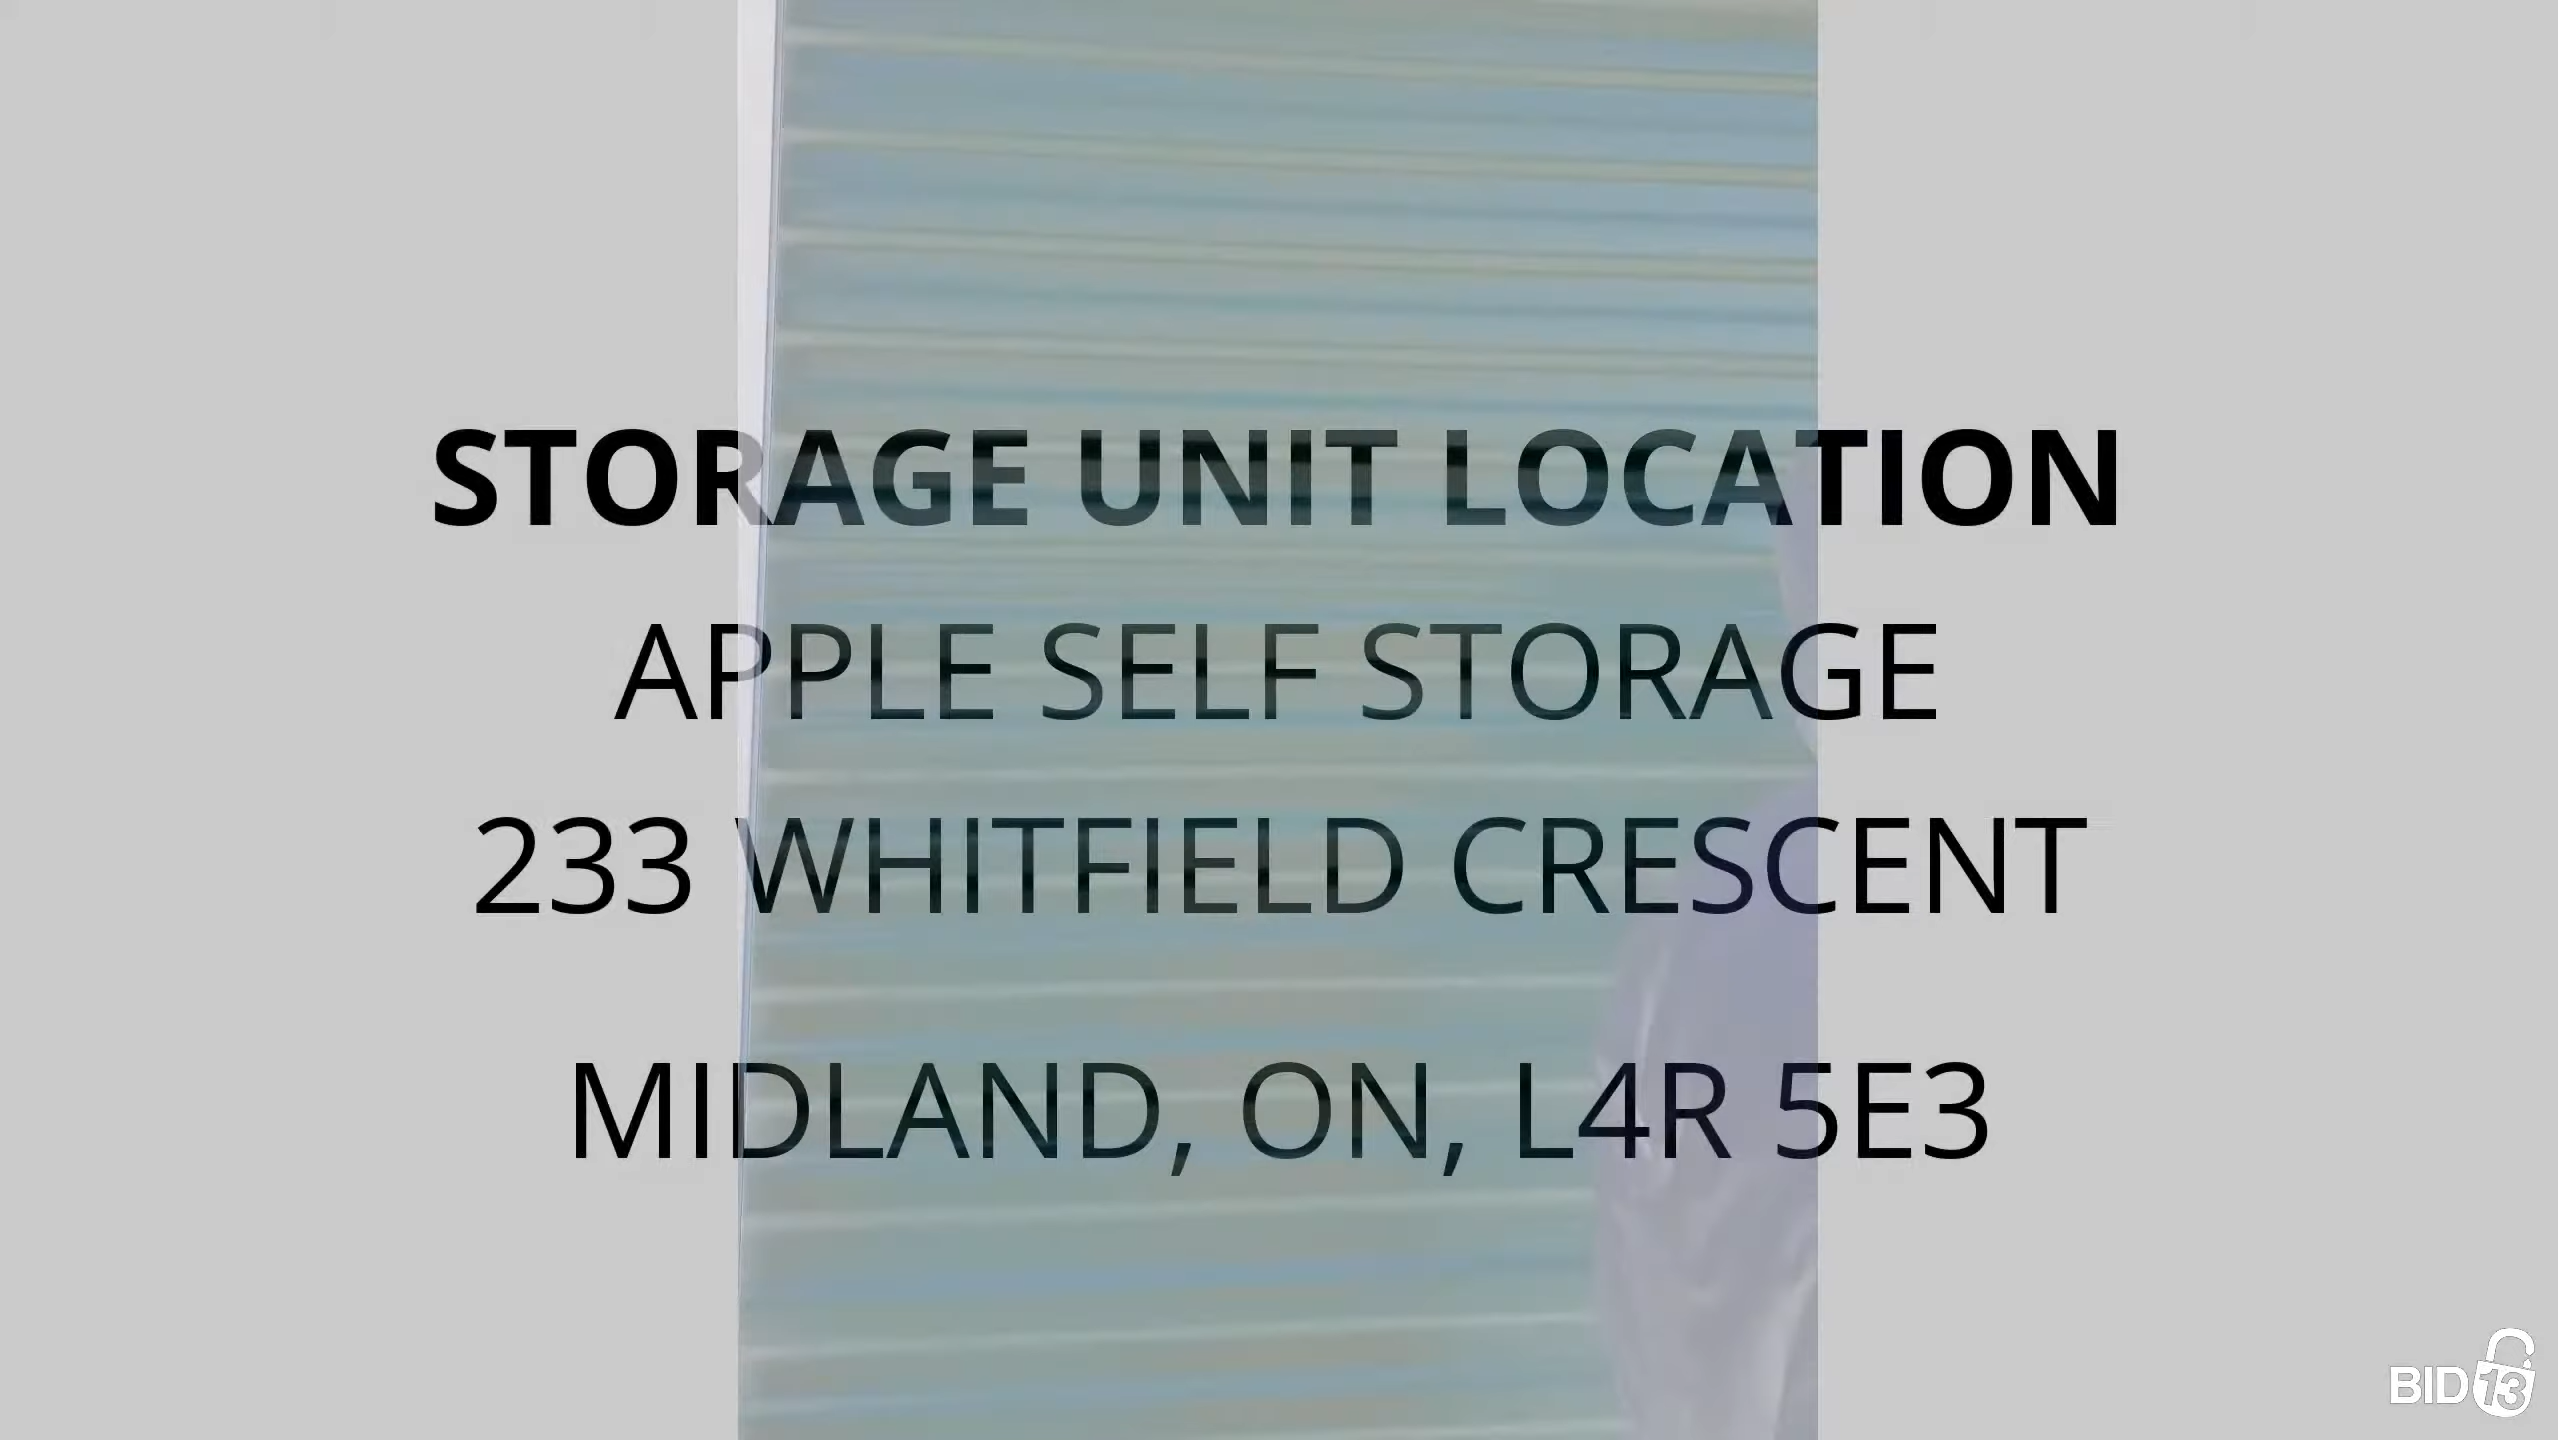 STORAGE UNIT LOCATION
APPLE SELF STORAGE
233 WHITFIELD CRESCENT
MIDLAND, ON, L4R 5E3
BID13